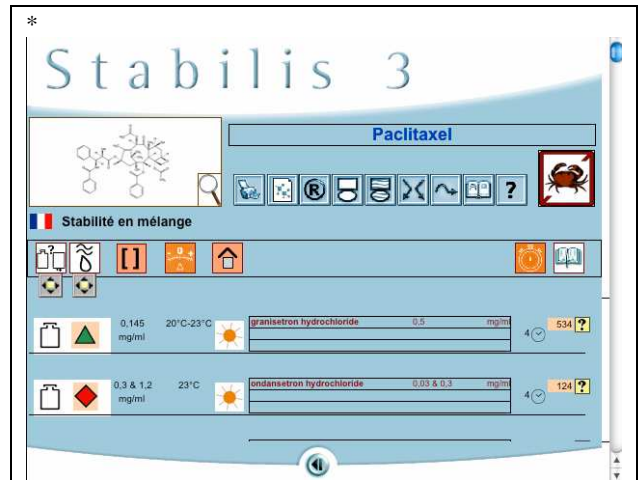 *
Stabilis 3
Paclitaxel
® ?
Stabilité en mélange
? [ ]
0,145 mg/ml 20°C-23°C granisetron hydrochloride 0,5 mg/ml 4 534 ?
0,3 & 1,2 mg/ml 23°C ondansetron hydrochloride 0,03 & 0,3 mg/ml 4 124 ?